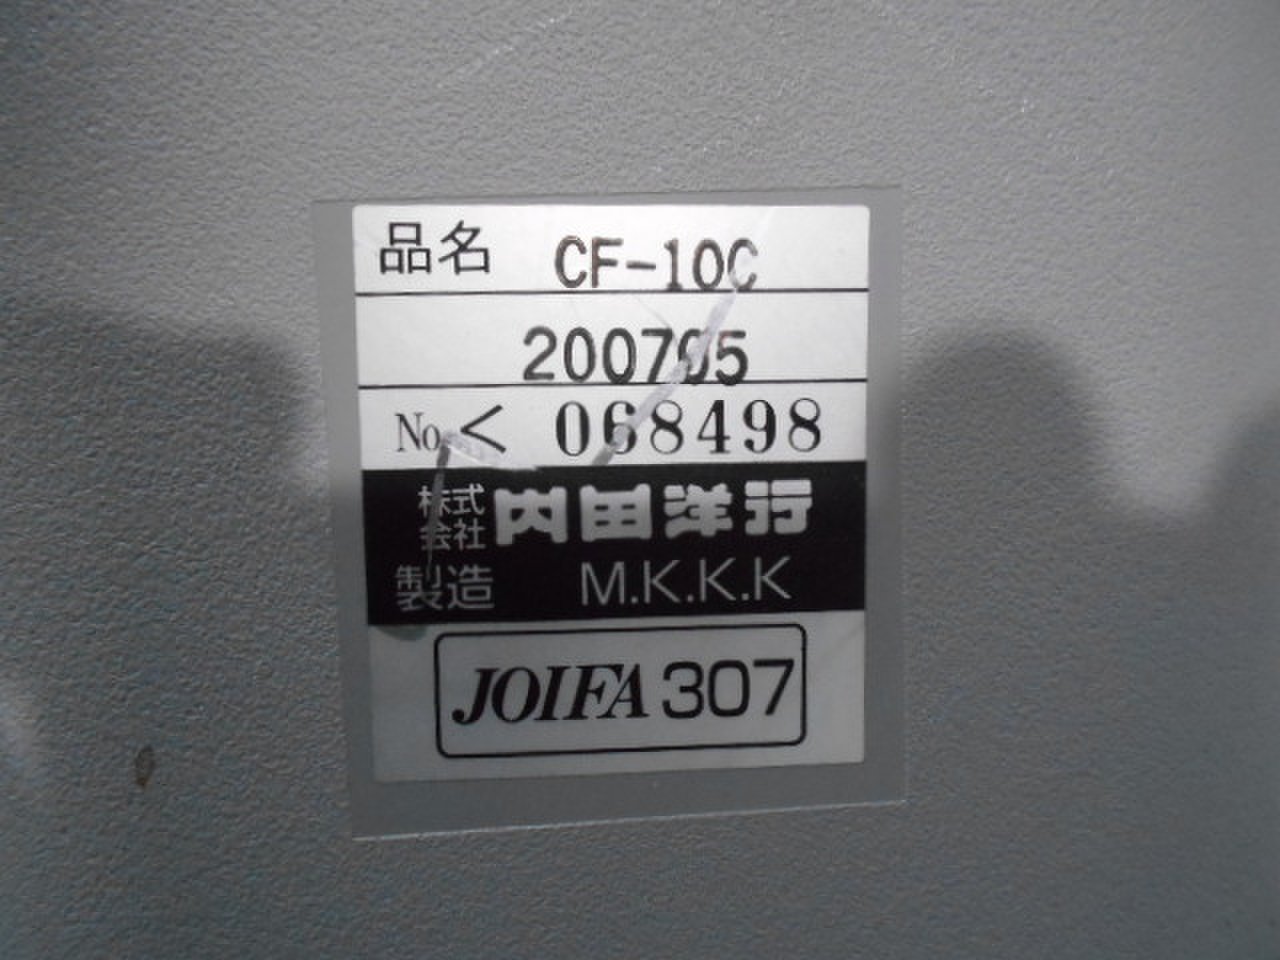 品名 CF-10C
200705
No. < 068498
株式会社 内田洋行
製造 M.K.K.K
JOIFA 307